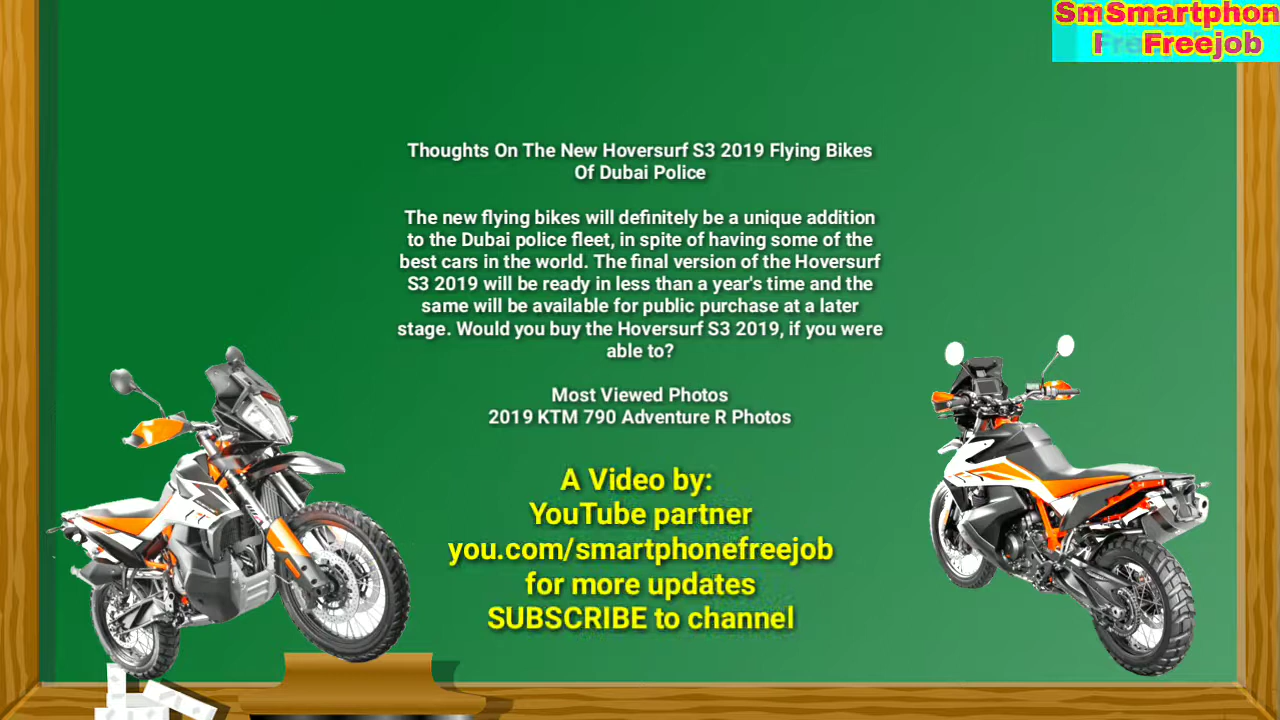 SmSmartphon
Freejob
Thoughts On The New Hoversurf S3 2019 Flying Bikes
Of Dubai Police
The new flying bikes will definitely be a unique addition
to the Dubai police fleet, in spite of having some of the
best cars in the world. The final version of the Hoversurf
S3 2019 will be ready in less than a year's time and the
same will be available for public purchase at a later
stage. Would you buy the Hoversurf S3 2019, if you were
able to?
Most Viewed Photos
2019 KTM 790 Adventure R Photos
A Video by:
YouTube partner
you.com/smartphonefreejob
for more updates
SUBSCRIBE to channel